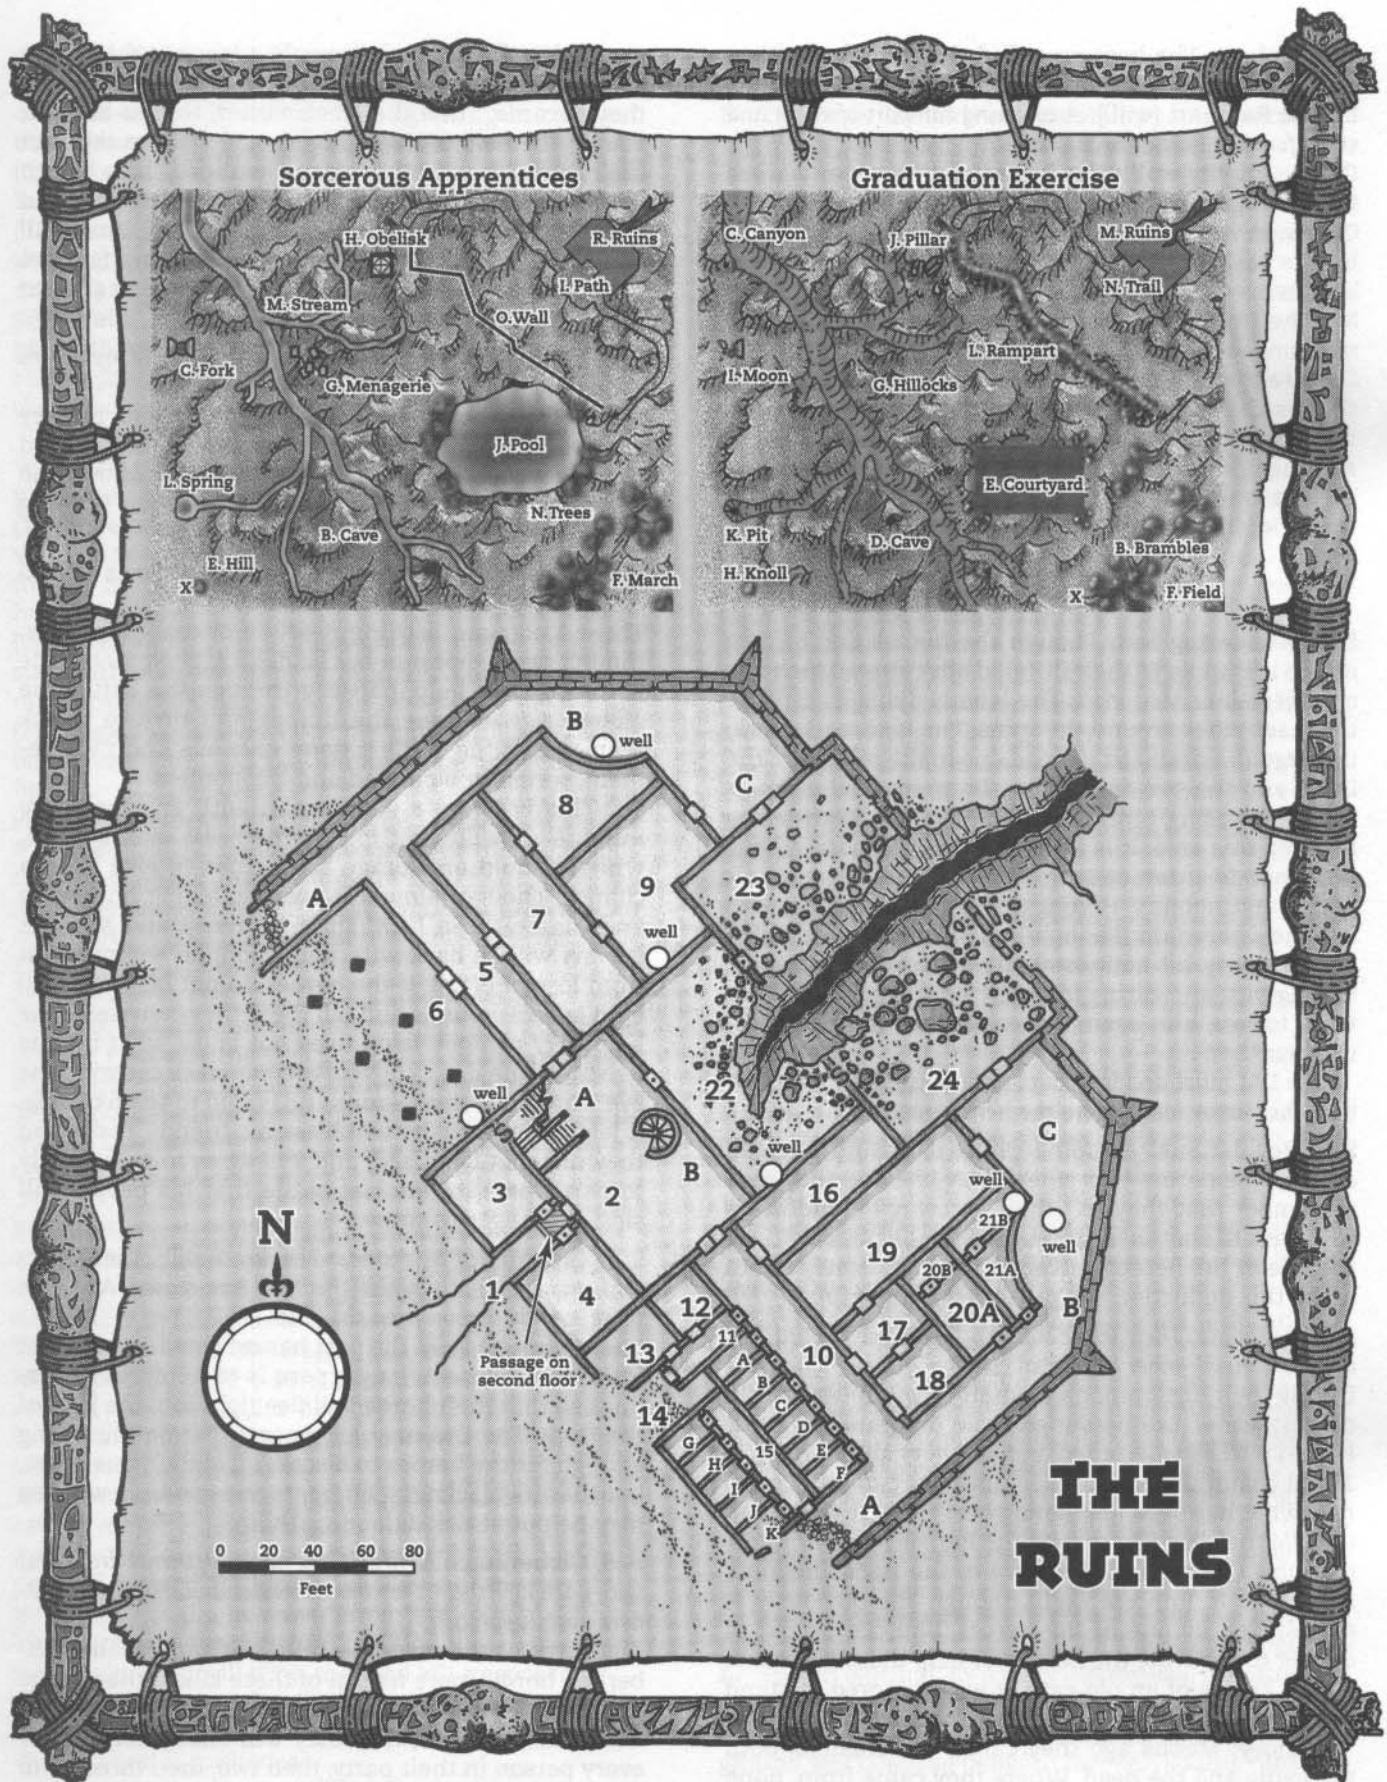 Sorcerous Apprentices
H. Obelisk
R. Ruins
I. Path
M. Stream
O. Wall
C. Fork
G. Menagerie
J. Pool
L. Spring
N. Trees
B. Cave
E. Hill
F. March
X
Graduation Exercise
C. Canyon
J. Pillar
M. Ruins
N. Trail
L. Rampart
I. Moon
G. Hillocks
E. Courtyard
K. Pit
D. Cave
B. Brambles
H. Knoll
F. Field
X
B
well
C
8
9
23
A
7
well
5
6
24
22
well
A
C
B
well
3
2
16
well
21B
well
N
19
20B
21A
1
4
12
20A
B
17
11
13
10
Passage on
second floor
A
18
B
14
C
D
15
E
G
F
H
I
J
A
K
THE
RUINS
0 20 40 60 80
Feet
S